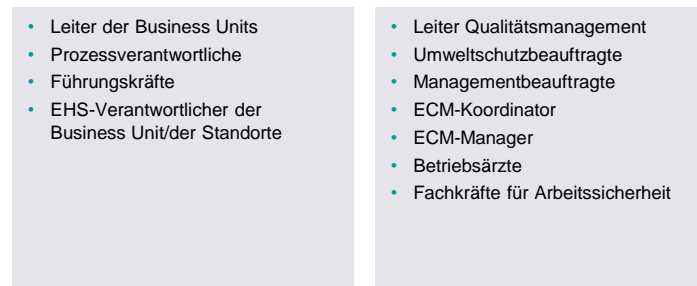 • Leiter der Business Units
• Prozessverantwortliche
• Führungskräfte
• EHS-Verantwortlicher der
Business Unit/der Standorte
• Leiter Qualitätsmanagement
• Umweltschutzbeauftragte
• Managementbeauftragte
• ECM-Koordinator
• ECM-Manager
• Betriebsärzte
• Fachkräfte für Arbeitssicherheit